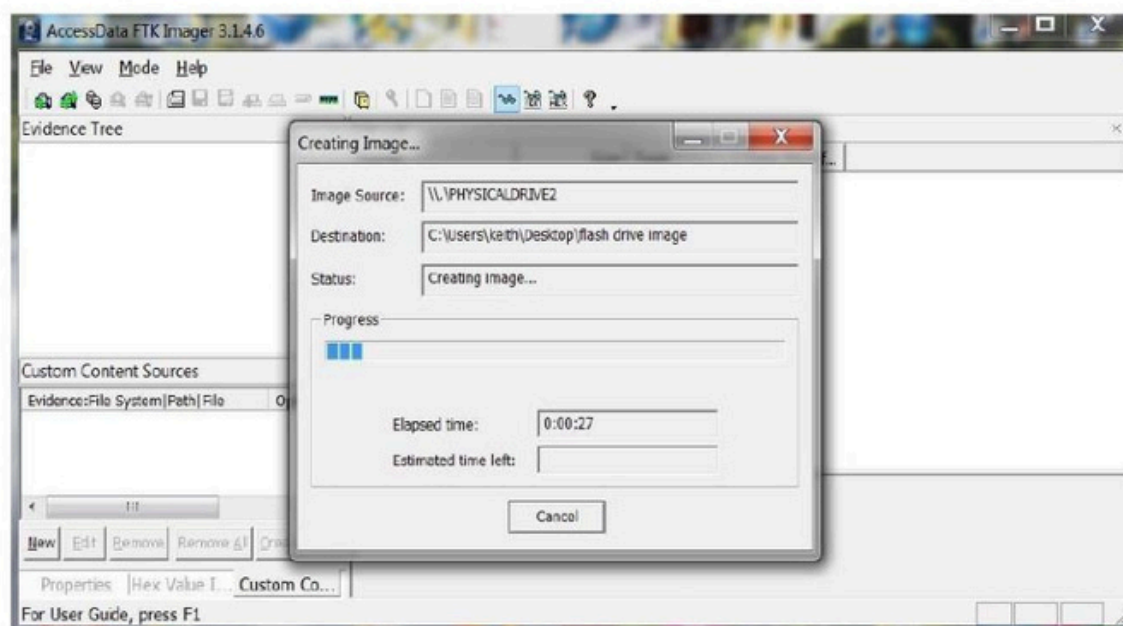 AccessData FTK Imager 3.1.4.6
File View Mode Help
Evidence Tree
Creating Image...
Image Source: \\.\PHYSICALDRIVE2
Destination: C:\Users\keith\Desktop\flash drive image
Status: Creating Image...
Progress
Custom Content Sources
Evidence:File System|Path|File
Elapsed time: 0:00:27
Estimated time left:
Cancel
New Edit Remove Remove All
Properties Hex Value I... Custom Co...
For User Guide, press F1